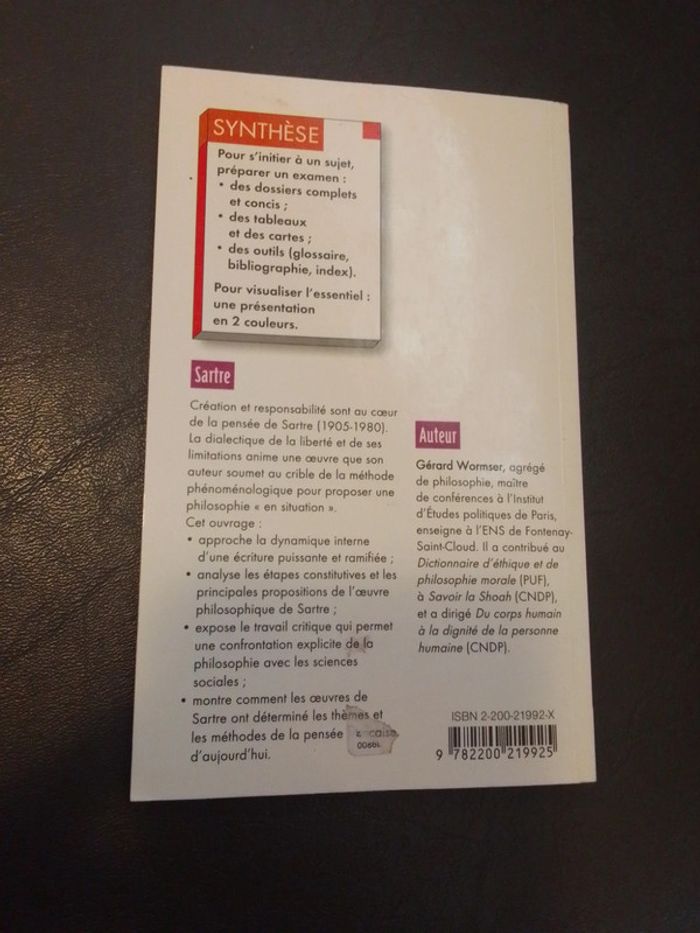 SYNTHÈSE
Pour s'initier à un sujet,
préparer un examen :
• des dossiers complets
et concis ;
• des tableaux
et des cartes ;
• des outils (glossaire,
bibliographie, index).
Pour visualiser l'essentiel :
une présentation
en 2 couleurs.
Sartre
Création et responsabilité sont au cœur
de la pensée de Sartre (1905-1980).
La dialectique de la liberté et de ses
limitations anime une œuvre que son
auteur soumet au crible de la méthode
phénoménologique pour proposer une
philosophie « en situation ».
Cet ouvrage :
• approche la dynamique interne
d'une écriture puissante et ramifiée ;
• analyse les étapes constitutives et les
principales propositions de l'œuvre
philosophique de Sartre ;
• expose le travail critique qui permet
une confrontation explicite de la
philosophie avec les sciences
sociales ;
• montre comment les œuvres de
Sartre ont déterminé les thèmes et
les méthodes de la pensée
d'aujourd'hui.
Auteur
Gérard Wormser, agrégé
de philosophie, maître
de conférences à l'Institut
d'Études politiques de Paris,
enseigne à l'ENS de Fontenay-
Saint-Cloud. Il a contribué au
Dictionnaire d'éthique et de
philosophie morale (PUF),
à Savoir la Shoah (CNDP),
et a dirigé Du corps humain
à la dignité de la personne
humaine (CNDP).
ISBN 2-200-21992-X
9 782200 219925